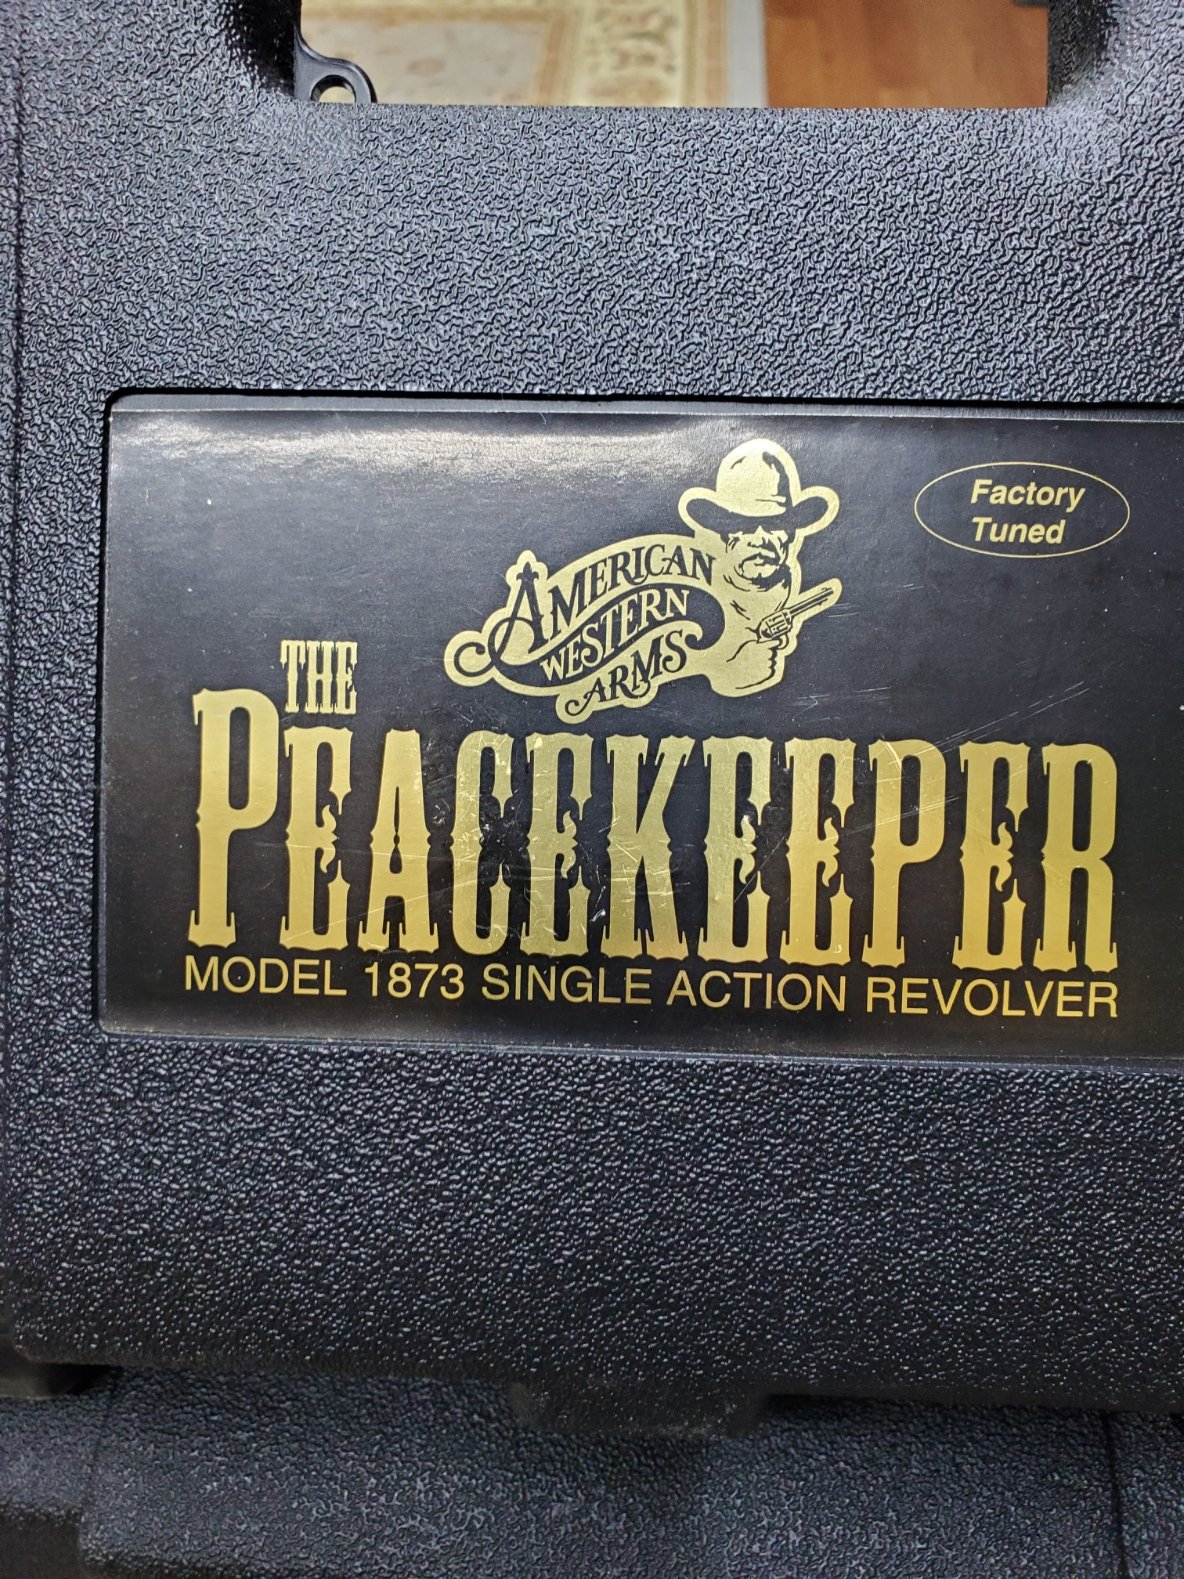 Factory
Tuned
AMERICAN
WESTERN
ARMS
THE
PEACEKEEPER
MODEL 1873 SINGLE ACTION REVOLVER